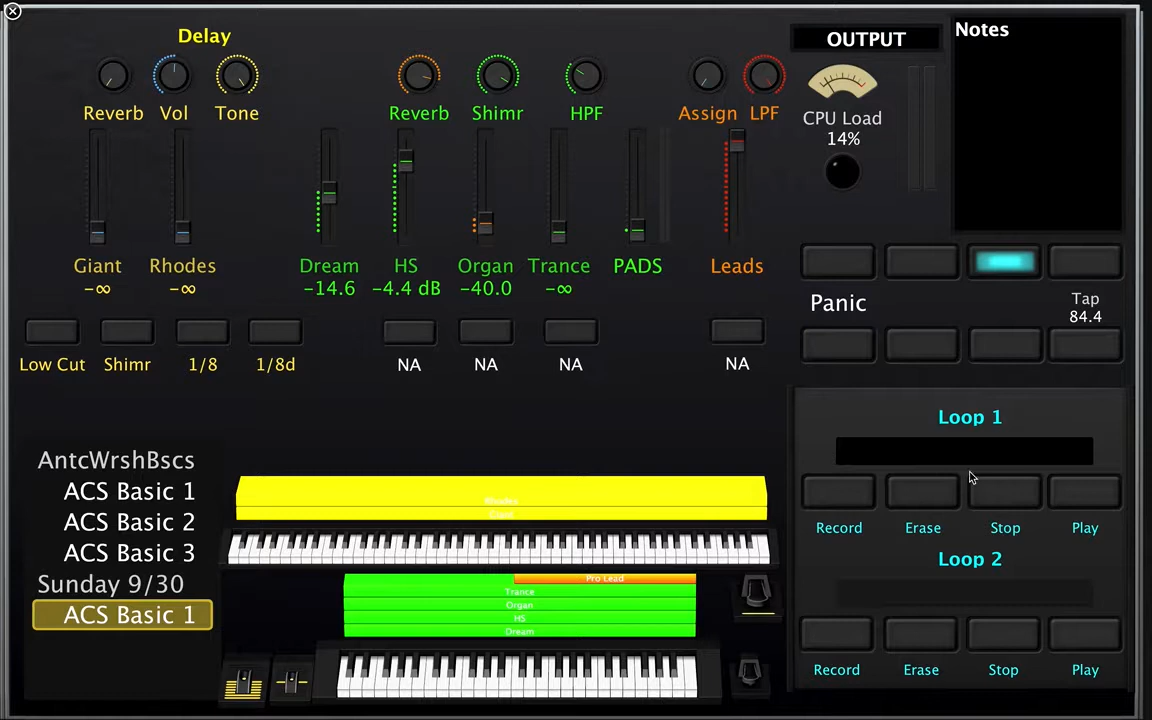 Delay
OUTPUT
Notes
Reverb Vol Tone
Reverb Shimr HPF
Assign LPF
CPU Load
14%
Giant Rhodes
Dream HS Organ Trance PADS Leads
-∞ -∞
-14.6 -4.4 dB -40.0 -∞
Panic
Tap
84.4
Low Cut Shimr 1/8 1/8d
NA NA NA NA
Loop 1
Record Erase Stop Play
Loop 2
Record Erase Stop Play
AntcWrshBscs
ACS Basic 1
ACS Basic 2
ACS Basic 3
Sunday 9/30
ACS Basic 1
Rhodes
Giant
Pro Lead
Trance
Organ
HS
Dream